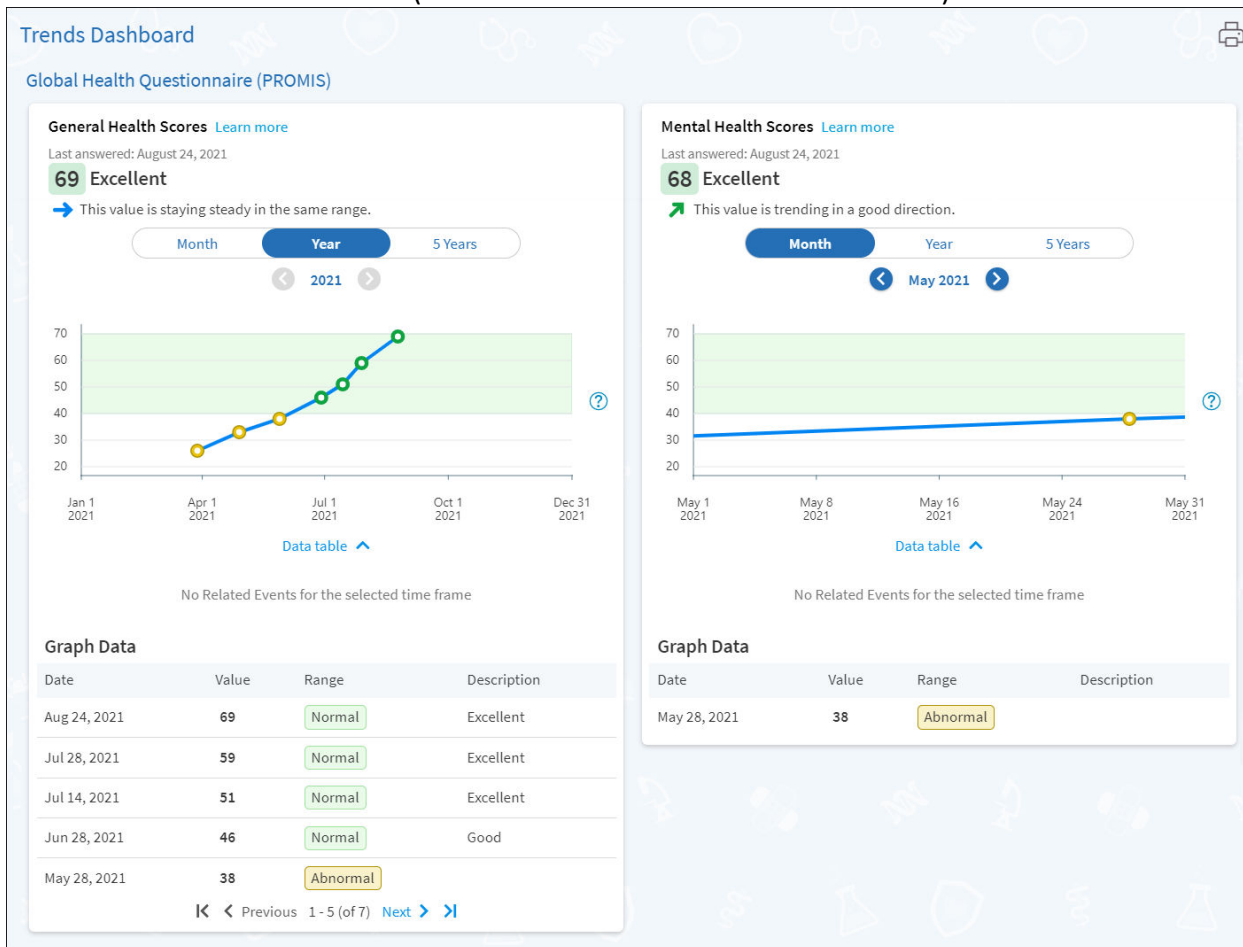 Trends Dashboard
Global Health Questionnaire (PROMIS)
General Health Scores Learn more
Last answered: August 24, 2021
69 Excellent
This value is staying steady in the same range.
Month Year 5 Years
2021
70
60
50
40
30
20
?
Jan 1 Apr 1 Jul 1 Oct 1 Dec 31
2021 2021 2021 2021 2021
Data table
No Related Events for the selected time frame
Graph Data
Date Value Range Description
Aug 24, 2021 69 Normal Excellent
Jul 28, 2021 59 Normal Excellent
Jul 14, 2021 51 Normal Excellent
Jun 28, 2021 46 Normal Good
May 28, 2021 38 Abnormal
Previous 1 - 5 (of 7) Next
Mental Health Scores Learn more
Last answered: August 24, 2021
68 Excellent
This value is trending in a good direction.
Month Year 5 Years
May 2021
70
60
50
40
30
20
?
May 1 May 8 May 16 May 24 May 31
2021 2021 2021 2021 2021
Data table
No Related Events for the selected time frame
Graph Data
Date Value Range Description
May 28, 2021 38 Abnormal